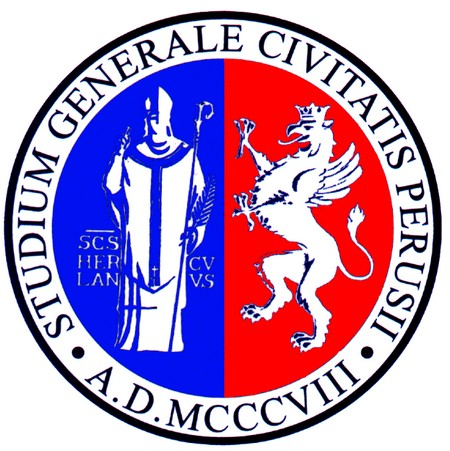 STUDIUM GENERALE CIVITATIS PERUSII
• A.D.MCCCVIII •
SCS
HER CV
LAN VS